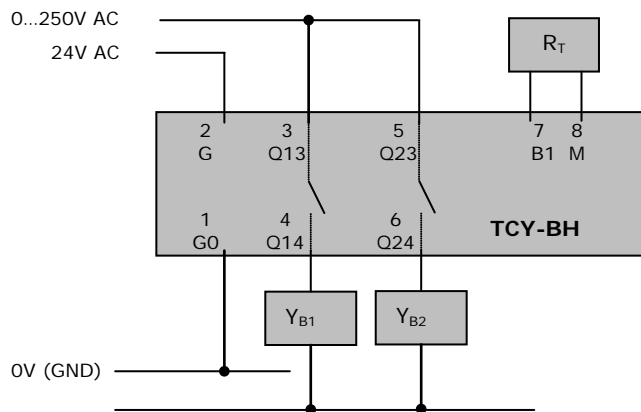 0...250V AC
24V AC
R_T
2 3 5 7 8
G Q13 Q23 B1 M
1 4 6
G0 Q14 Q24
TCY-BH
Y_B1 Y_B2
0V (GND)